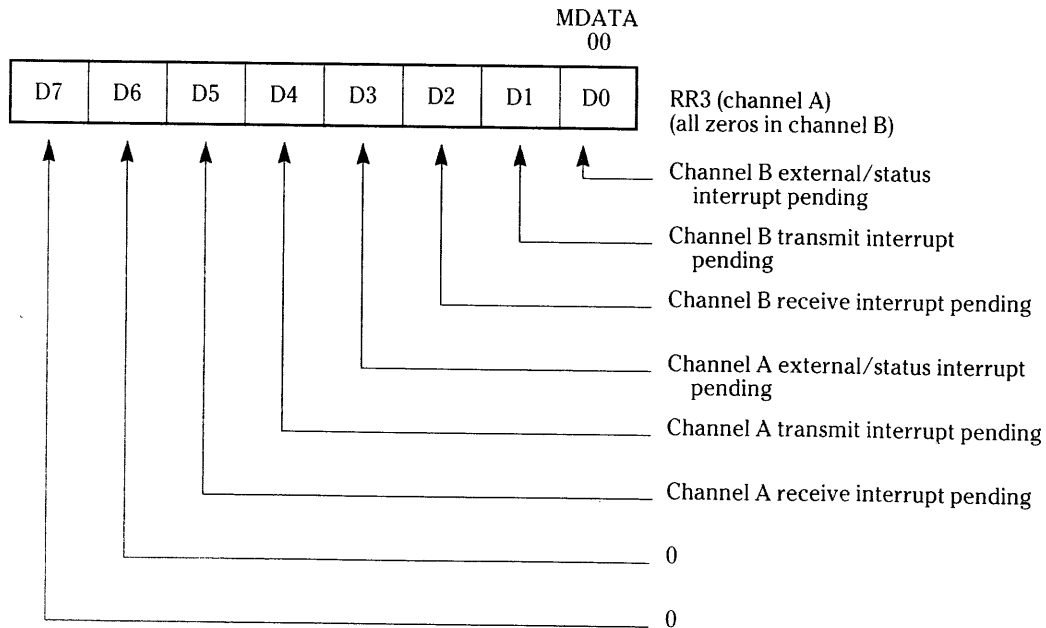 MDATA
00
D7 D6 D5 D4 D3 D2 D1 D0
RR3 (channel A)
(all zeros in channel B)
Channel B external/status
interrupt pending
Channel B transmit interrupt
pending
Channel B receive interrupt pending
Channel A external/status interrupt
pending
Channel A transmit interrupt pending
Channel A receive interrupt pending
0
0